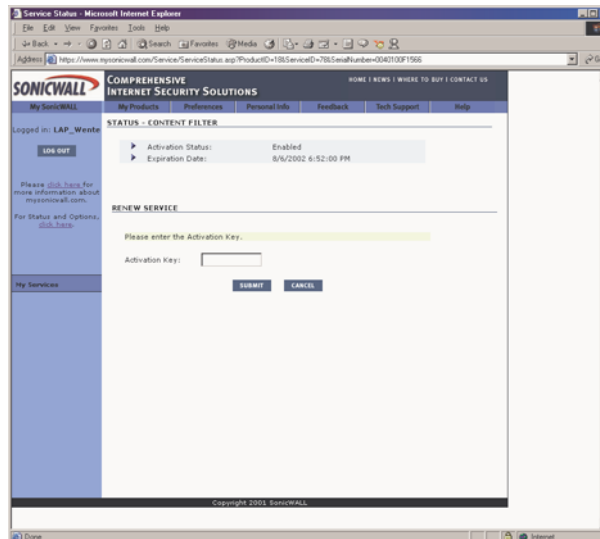 Service Status - Microsoft Internet Explorer
File Edit View Favorites Tools Help
Back Search Favorites Media
Address https://www.mysonicwall.com/Service/ServiceStatus.asp?ProductID=18&ServiceID=78&SerialNumber=0040100F1566
SONICWALL
COMPREHENSIVE
INTERNET SECURITY SOLUTIONS
HOME | NEWS | WHERE TO BUY | CONTACT US
My SonicWALL My Products Preferences Personal Info Feedback Tech Support Help
Logged in: LAP_Wente
LOG OUT
Please click here for
more information about
mysonicwall.com.
For Status and Options,
click here.
My Services
STATUS - CONTENT FILTER
Activation Status: Enabled
Expiration Date: 8/6/2002 6:52:00 PM
RENEW SERVICE
Please enter the Activation Key.
Activation Key:
SUBMIT CANCEL
Copyright 2001 SonicWALL
Done Internet